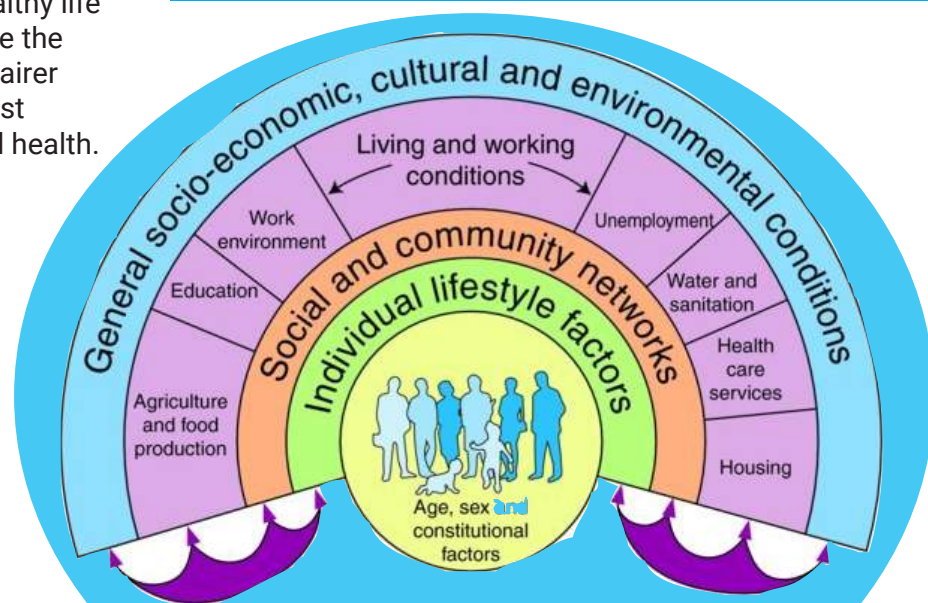 althy life
e the
airer
st
l health.
General socio-economic, cultural and environmental conditions
Living and working
conditions
Work
environment
Education
Agriculture
and food
production
Unemployment
Water and
sanitation
Health
care
services
Housing
Social and community networks
Individual lifestyle factors
Age, sex and
constitutional
factors